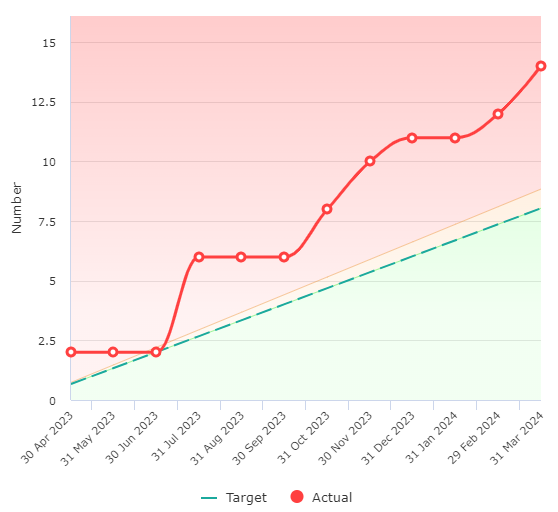 Number
15
12.5
10
7.5
5
2.5
0
30 Apr 2023
31 May 2023
30 Jun 2023
31 Jul 2023
31 Aug 2023
30 Sep 2023
31 Oct 2023
30 Nov 2023
31 Dec 2023
31 Jan 2024
29 Feb 2024
31 Mar 2024
Target Actual